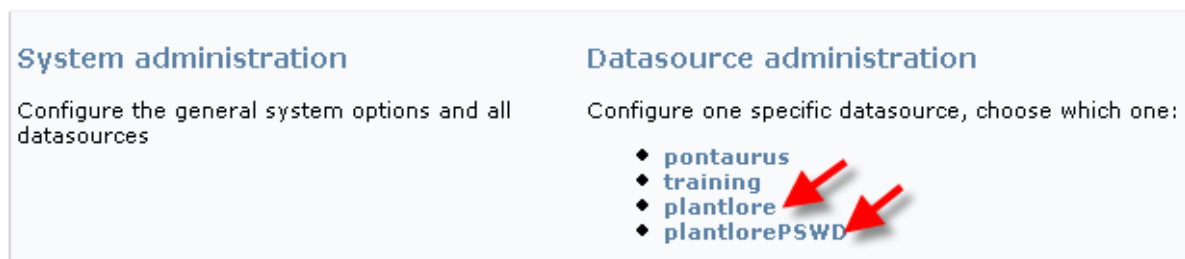 System administration
Configure the general system options and all
datasources
Datasource administration
Configure one specific datasource, choose which one:
pontaurus
training
plantlore
plantlorePSWD